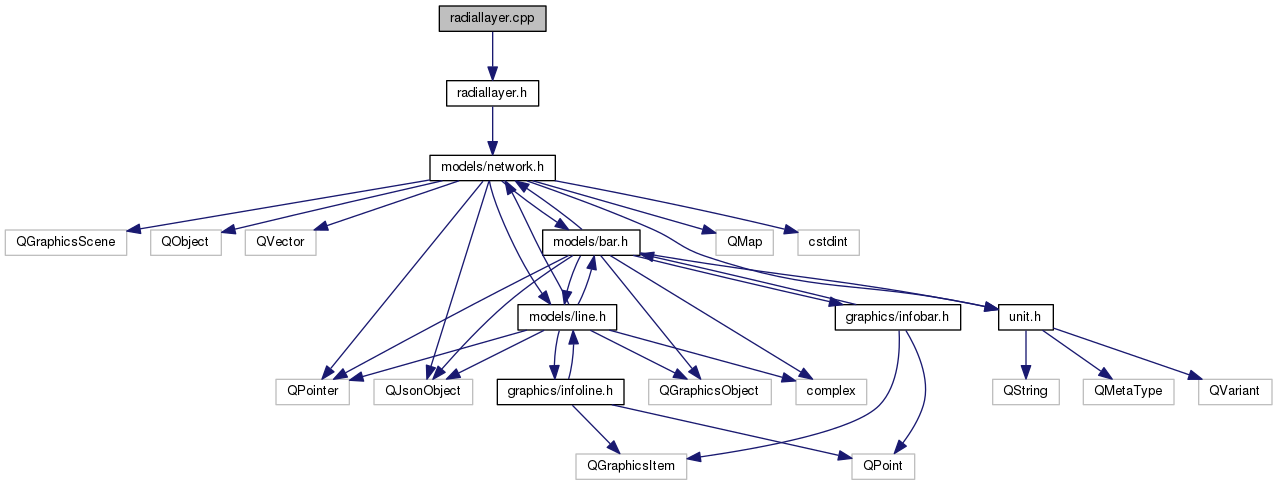 radiallayer.cpp
radiallayer.h
models/network.h
QGraphicsScene
QObject
QVector
models/bar.h
QMap
cstdint
models/line.h
graphics/infobar.h
unit.h
QPointer
QJsonObject
graphics/infoline.h
QGraphicsObject
complex
QString
QMetaType
QVariant
QGraphicsItem
QPoint